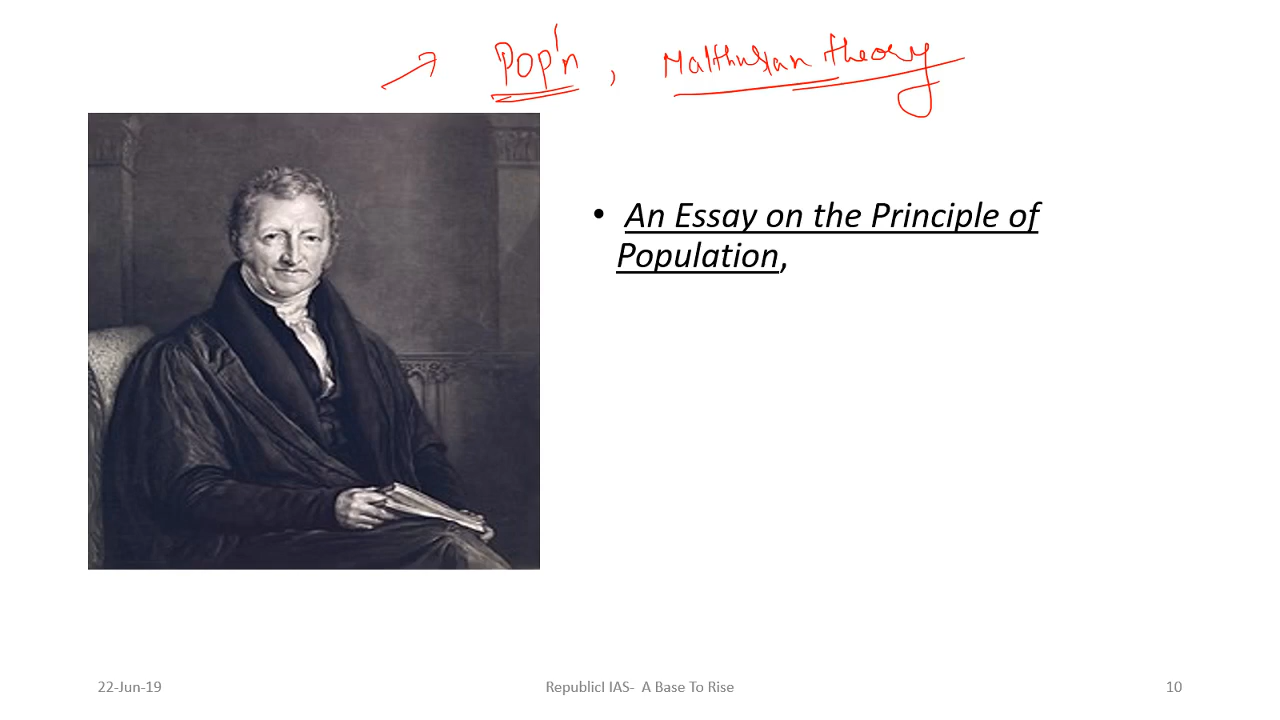 → Pop'n, Malthusian theory
• An Essay on the Principle of
Population,
22-Jun-19 RepublicI IAS- A Base To Rise 10